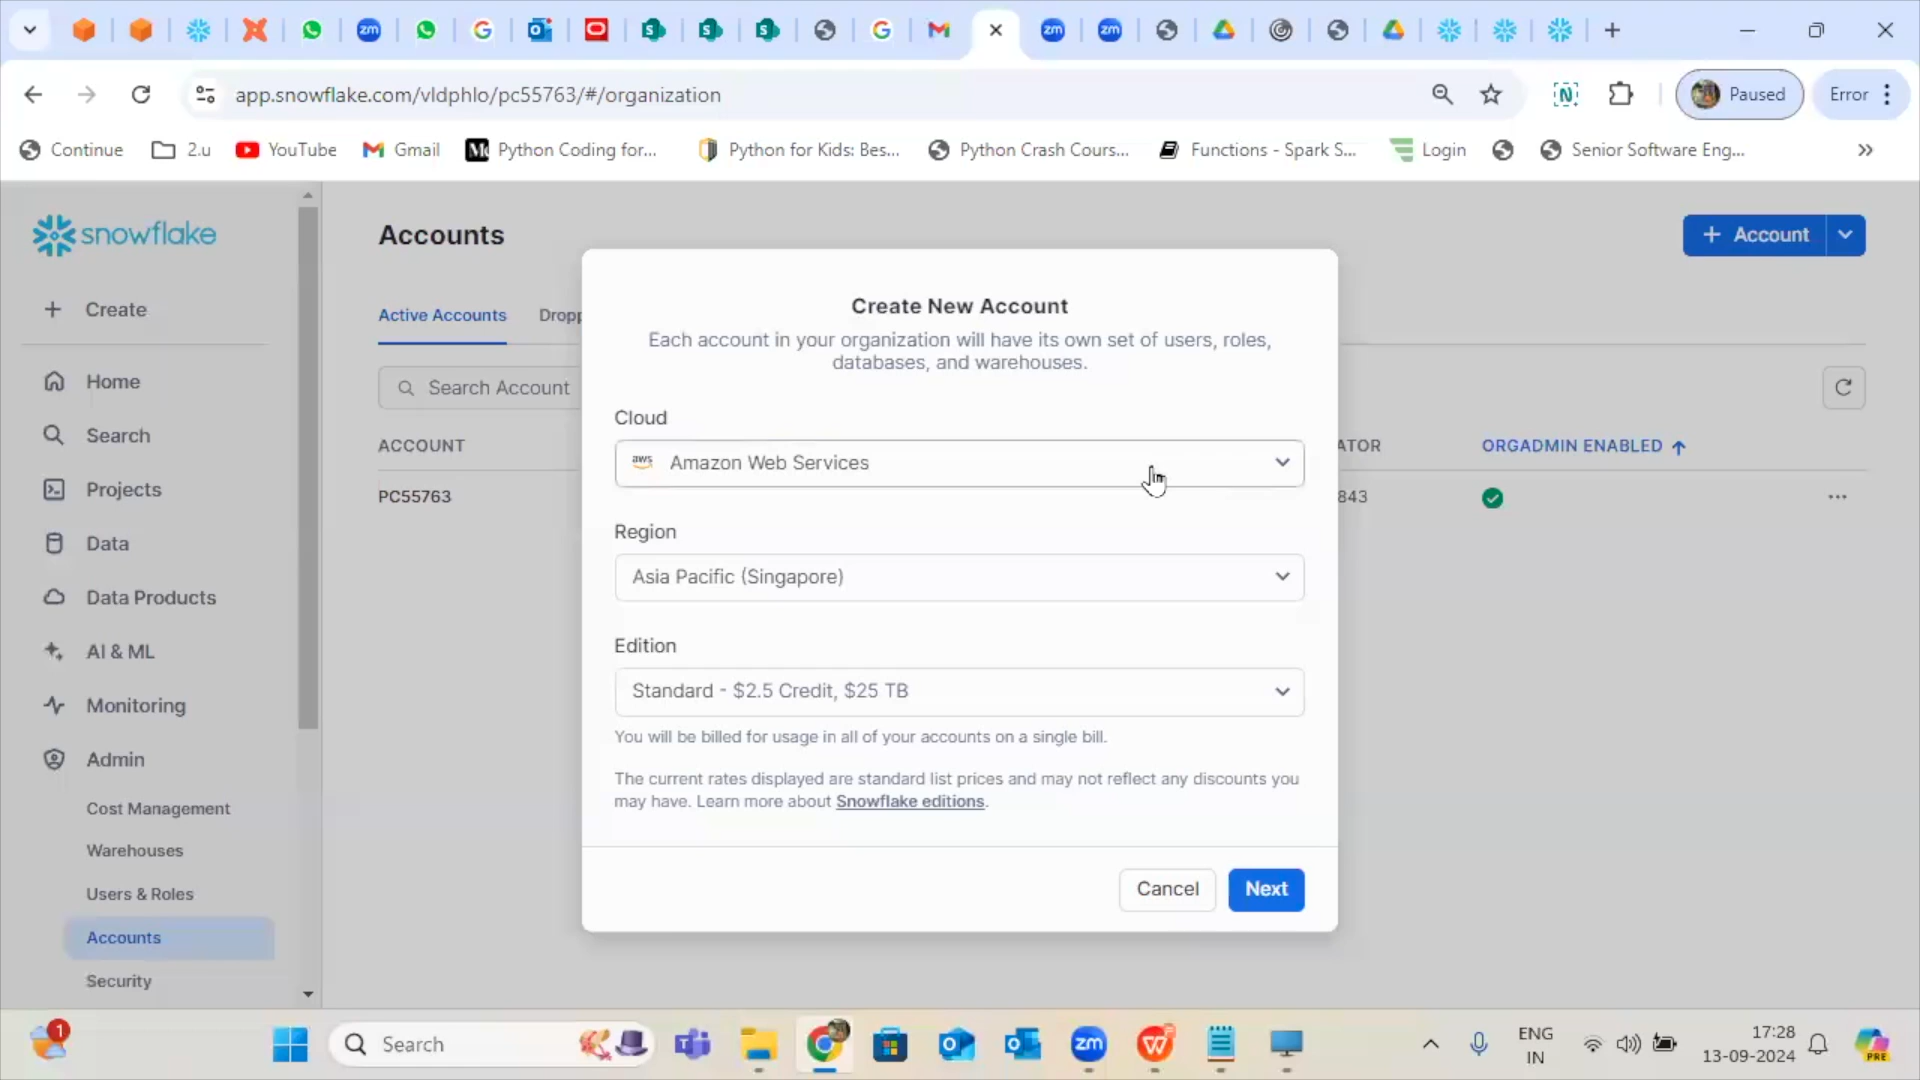 app.snowflake.com/vldphlo/pc55763/#/organization
Paused
Error
Continue
2.u
YouTube
Gmail
Python Coding for...
Python for Kids: Bes...
Python Crash Cours...
Functions - Spark S...
Login
Senior Software Eng...
snowflake
Accounts
+ Account
Create
Active Accounts
Dropp
Create New Account
Each account in your organization will have its own set of users, roles,
databases, and warehouses.
Home
Search Account
Search
Cloud
ACCOUNT
ATOR
ORGADMIN ENABLED
aws Amazon Web Services
Projects
PC55763
843
Region
Data
Asia Pacific (Singapore)
Data Products
AI & ML
Edition
Standard - $2.5 Credit, $25 TB
Monitoring
You will be billed for usage in all of your accounts on a single bill.
Admin
The current rates displayed are standard list prices and may not reflect any discounts you
may have. Learn more about Snowflake editions.
Cost Management
Warehouses
Users & Roles
Cancel
Next
Accounts
Security
1
Search
ENG
IN
17:28
13-09-2024
PRE